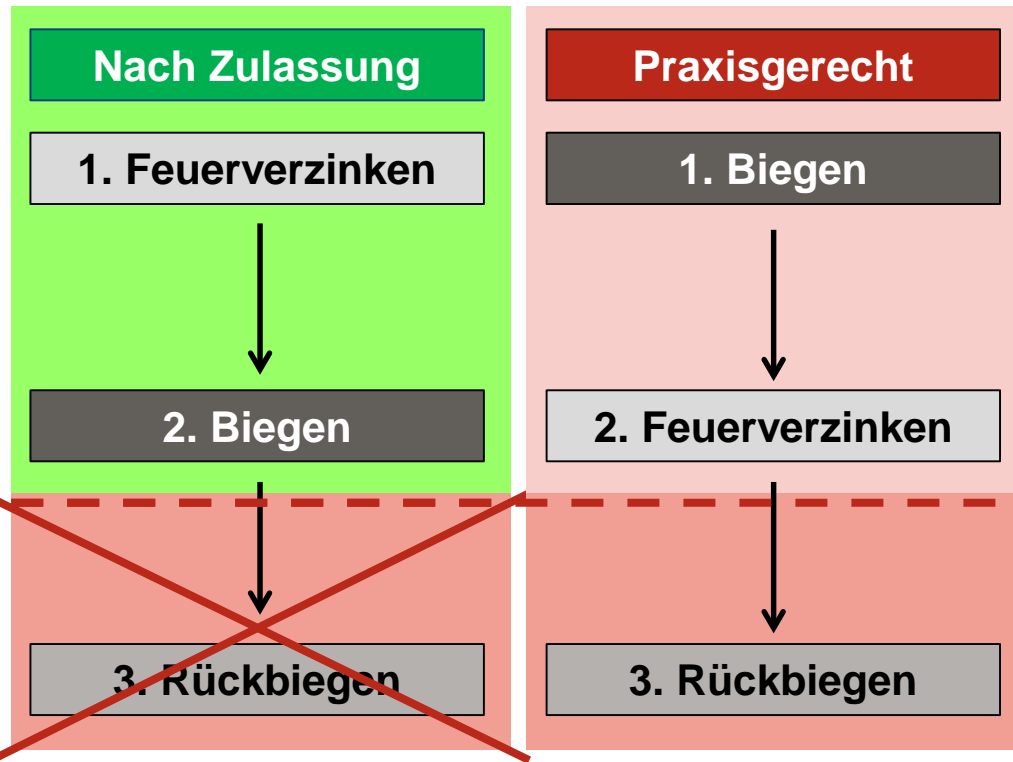 Nach Zulassung
1. Feuerverzinken
2. Biegen
3. Rückbiegen
Praxisgerecht
1. Biegen
2. Feuerverzinken
3. Rückbiegen